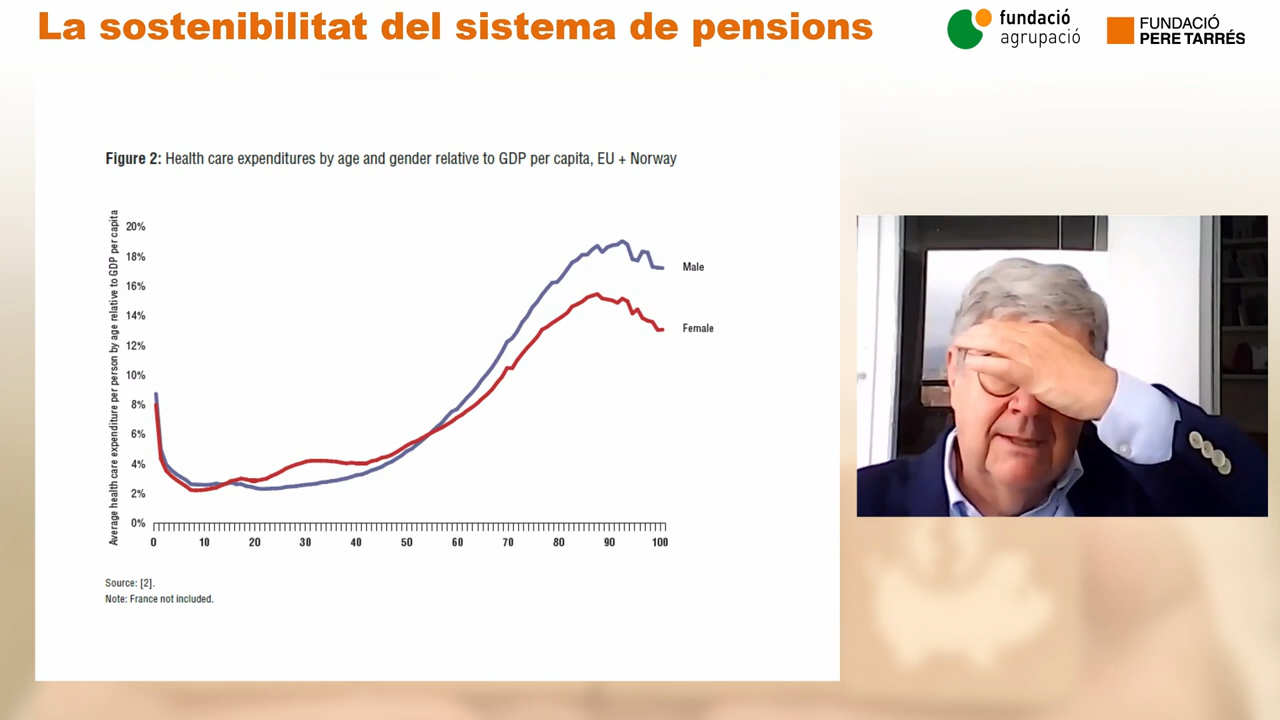 La sostenibilitat del sistema de pensions
fundació
agrupació
FUNDACIÓ
PERE TARRÉS
Figure 2: Health care expenditures by age and gender relative to GDP per capita, EU + Norway
Average health care expenditure per person by age relative to GDP per capita
20%
18%
16%
14%
12%
10%
8%
6%
4%
2%
0%
Male
Female
0 10 20 30 40 50 60 70 80 90 100
Source: [2].
Note: France not included.